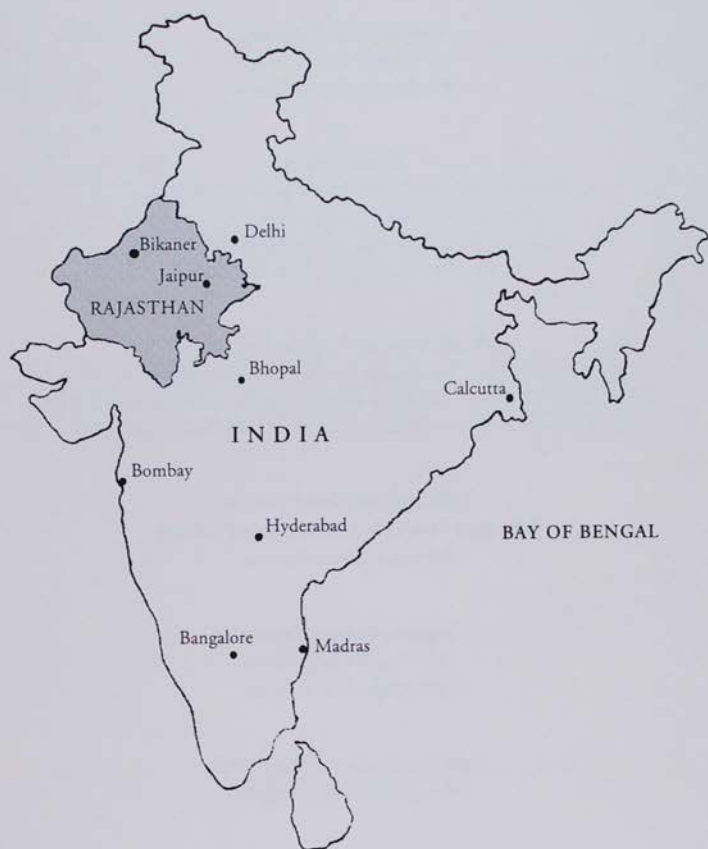 Delhi
Bikaner
Jaipur
RAJASTHAN
Bhopal
Calcutta
INDIA
Bombay
Hyderabad
BAY OF BENGAL
Bangalore
Madras